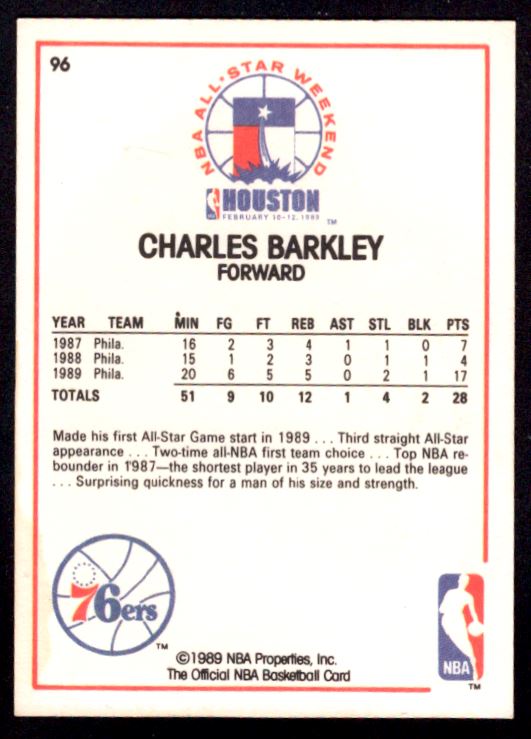 96
NBA ALL·STAR WEEKEND
HOUSTON
FEBRUARY 10-12, 1989
TM
CHARLES BARKLEY
FORWARD
YEAR TEAM MIN FG FT REB AST STL BLK PTS
1987 Phila. 16 2 3 4 1 1 0 7
1988 Phila. 15 1 2 3 0 1 1 4
1989 Phila. 20 6 5 5 0 2 1 17
TOTALS 51 9 10 12 1 4 2 28
Made his first All-Star Game start in 1989 . . . Third straight All-Star
appearance . . . Two-time all-NBA first team choice . . . Top NBA re-
bounder in 1987—the shortest player in 35 years to lead the league
. . . Surprising quickness for a man of his size and strength.
76ers
TM
©1989 NBA Properties, Inc.
The Official NBA Basketball Card
NBA
TM